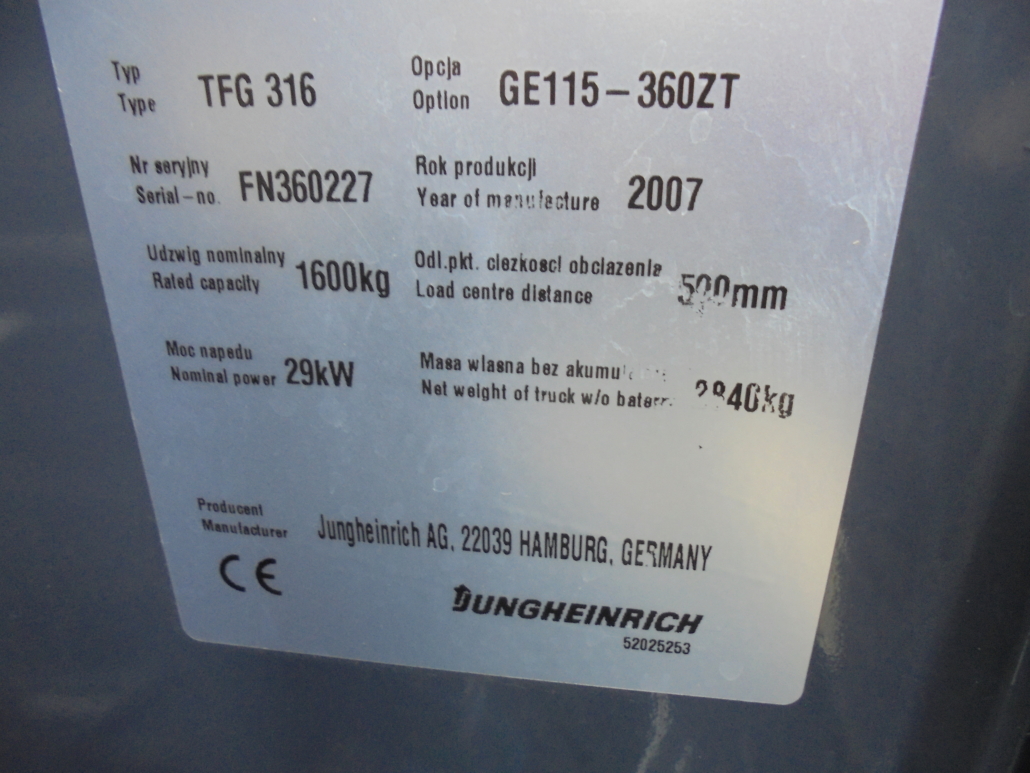 Typ
Type TFG 316
Opcja
Option GE115-360ZT
Nr seryjny
Serial-no. FN360227
Rok produkcji
Year of manufacture 2007
Udzwig nominalny
Rated capacity 1600kg
Odl.pkt. ciezkosci obciazenia
Load centre distance 500mm
Moc napedu
Nominal power 29kW
Masa wlasna bez
Net weight of truck w/o
Producent
Manufacturer Jungheinrich AG, 22039 HAMBURG, GERMANY
CE
JUNGHEINRICH
52025253